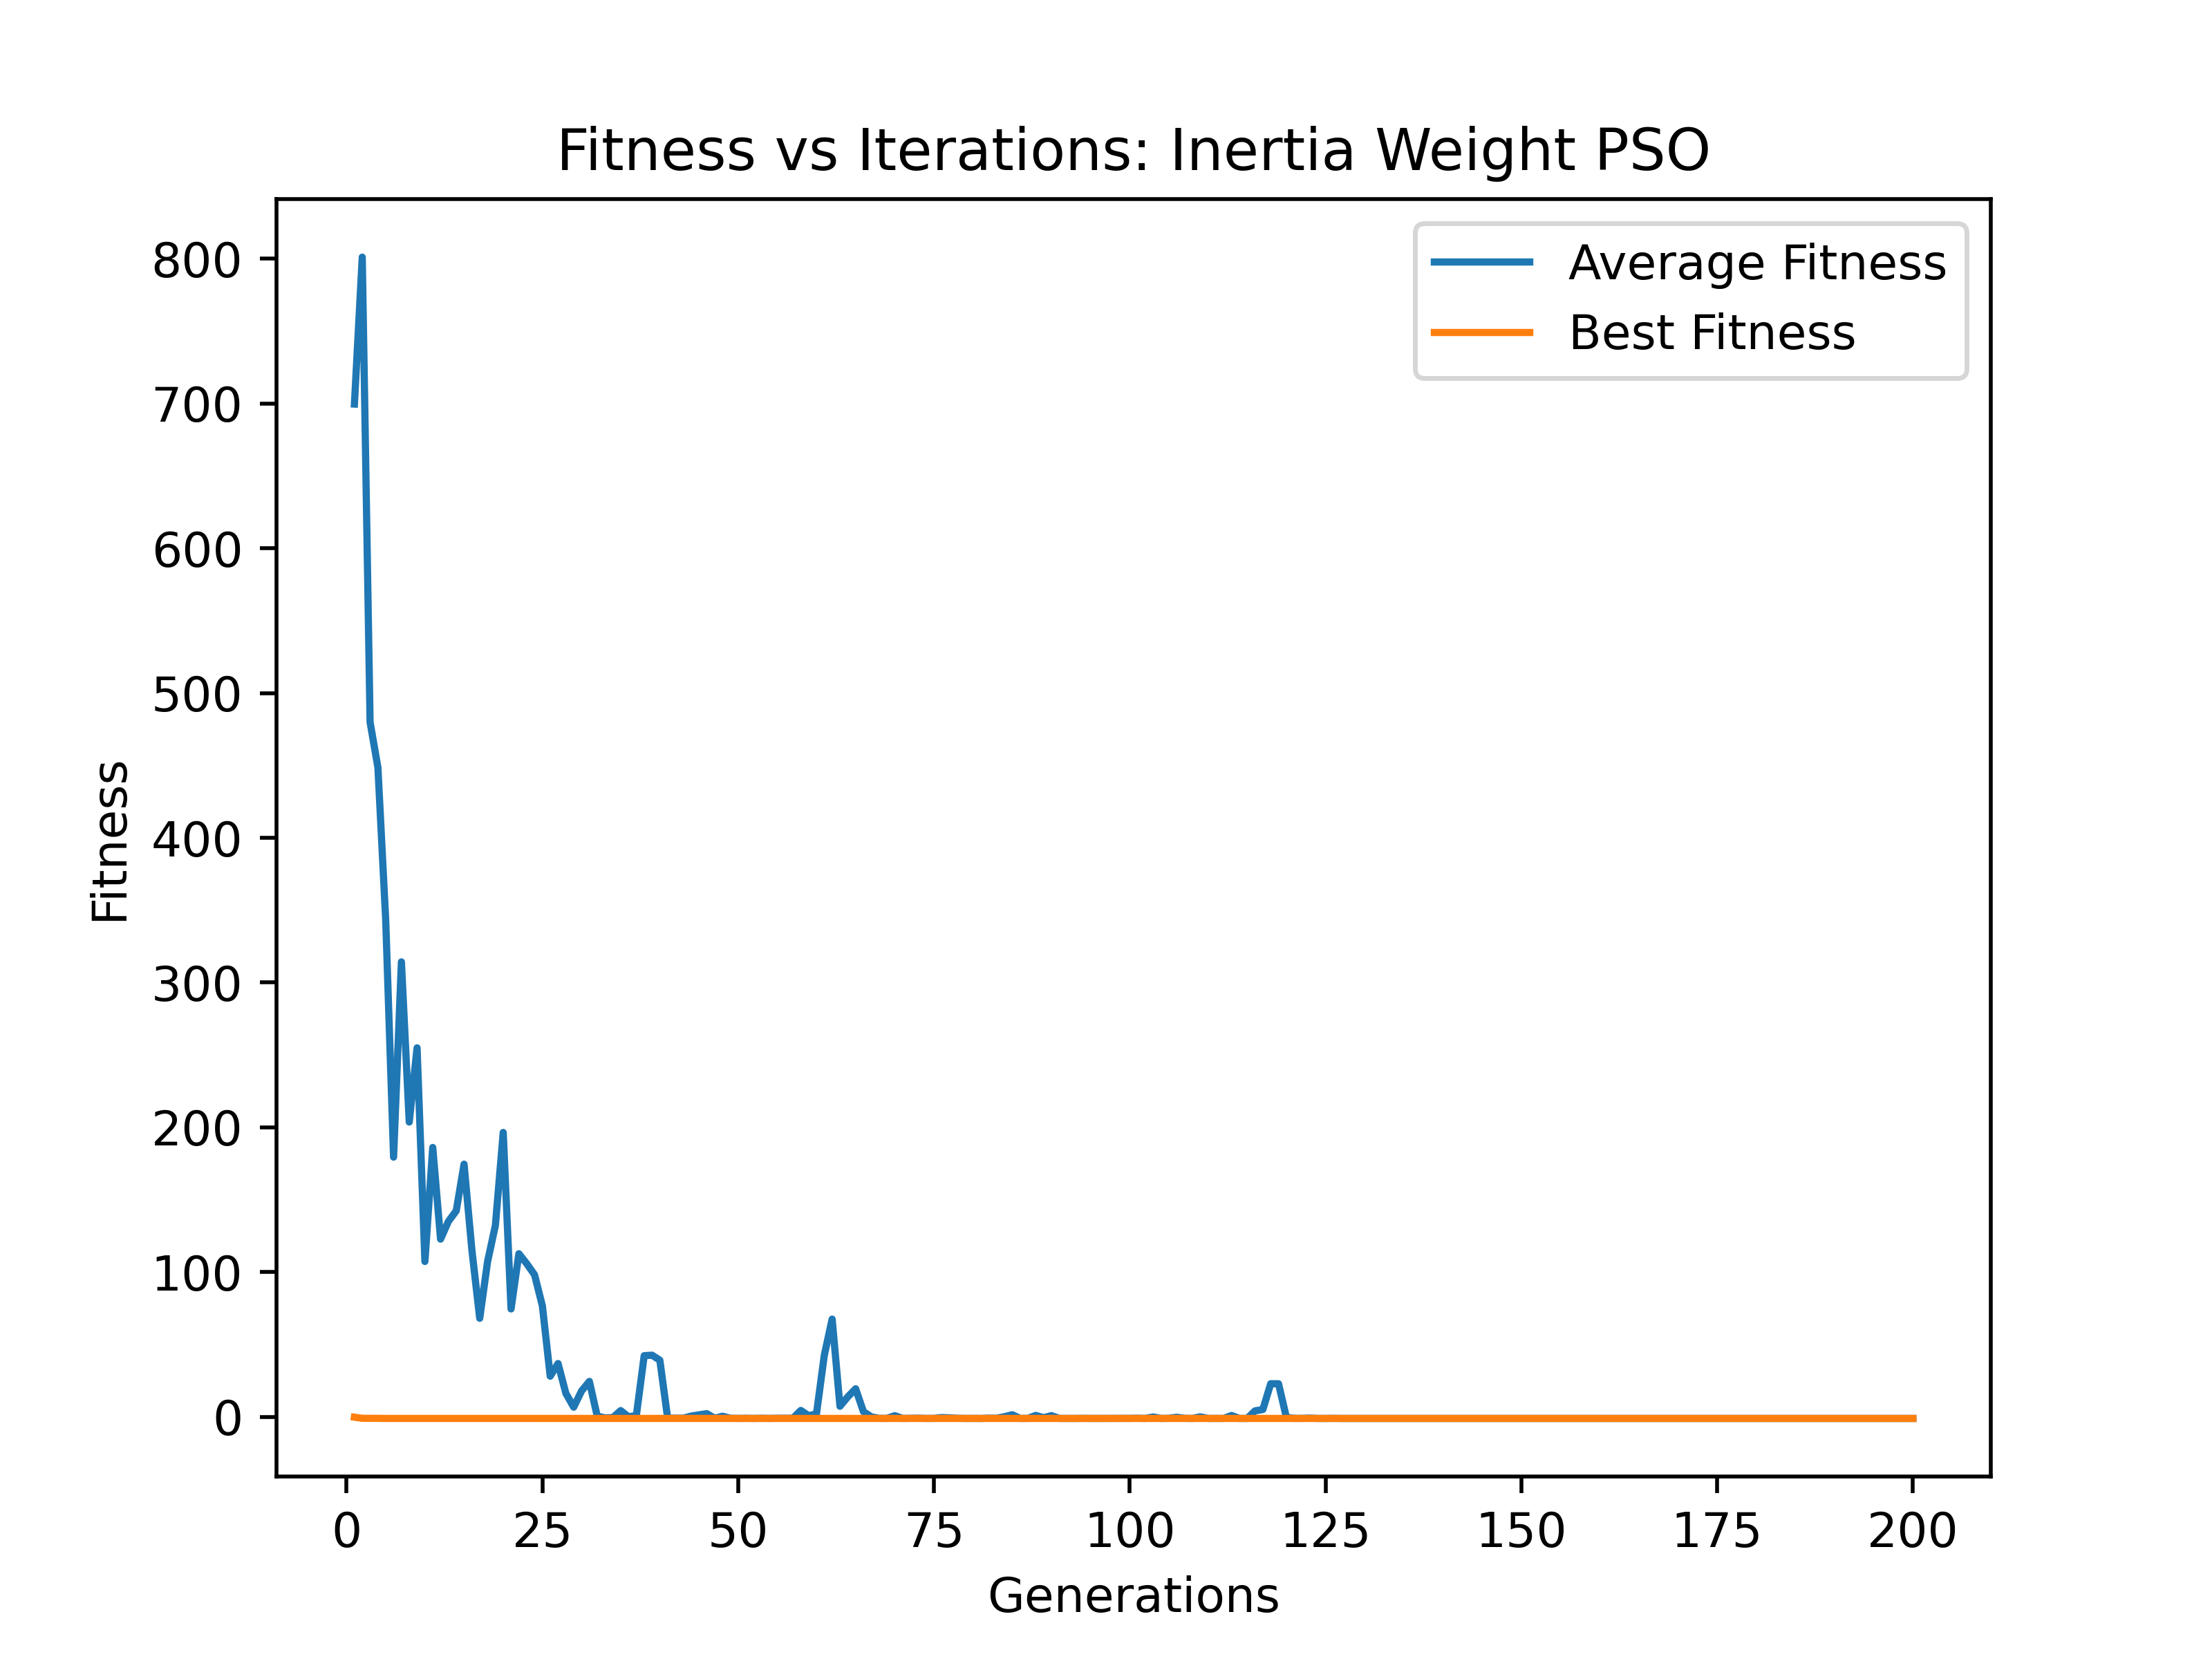 Fitness vs Iterations: Inertia Weight PSO
Average Fitness
Best Fitness
800
700
600
500
400
300
200
100
0
Fitness
0 25 50 75 100 125 150 175 200
Generations